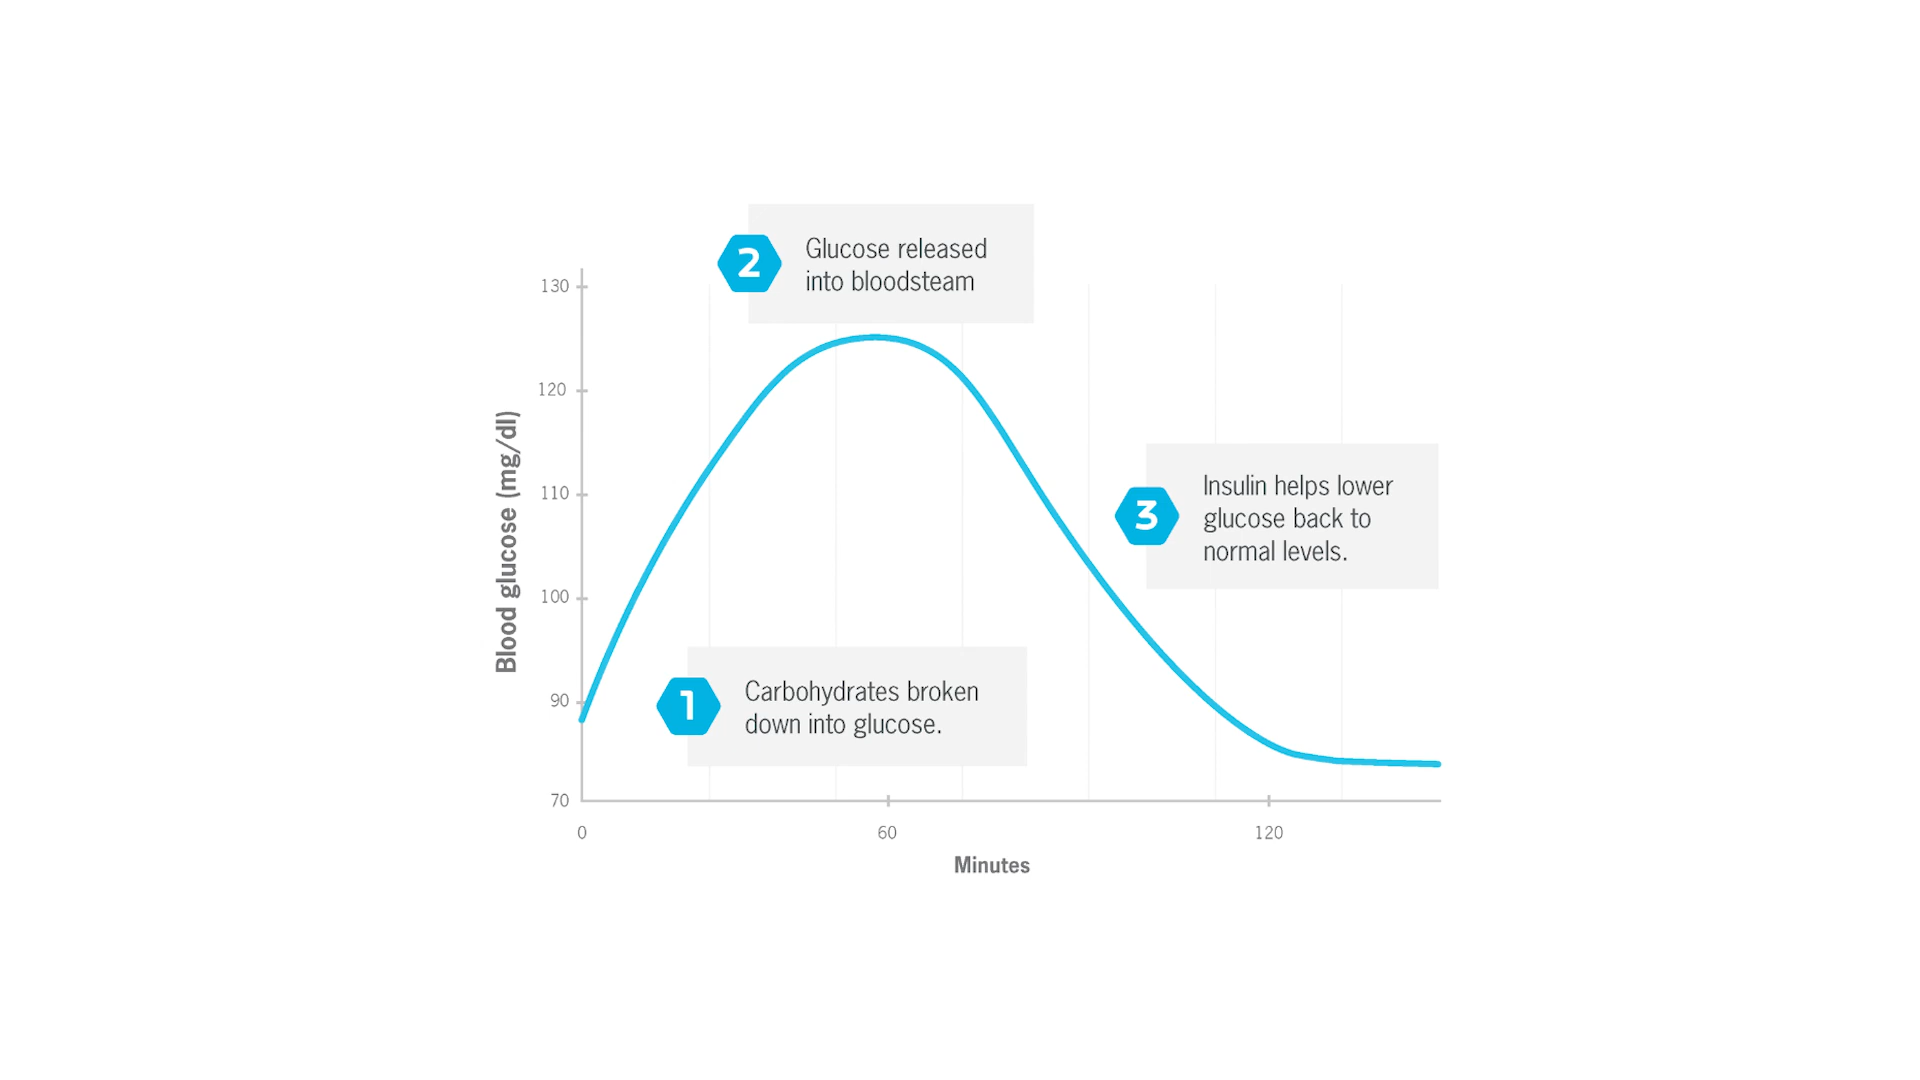 2
Glucose released
into bloodsteam
130
120
110
100
90
70
Blood glucose (mg/dl)
3
Insulin helps lower
glucose back to
normal levels.
1
Carbohydrates broken
down into glucose.
0
60
120
Minutes